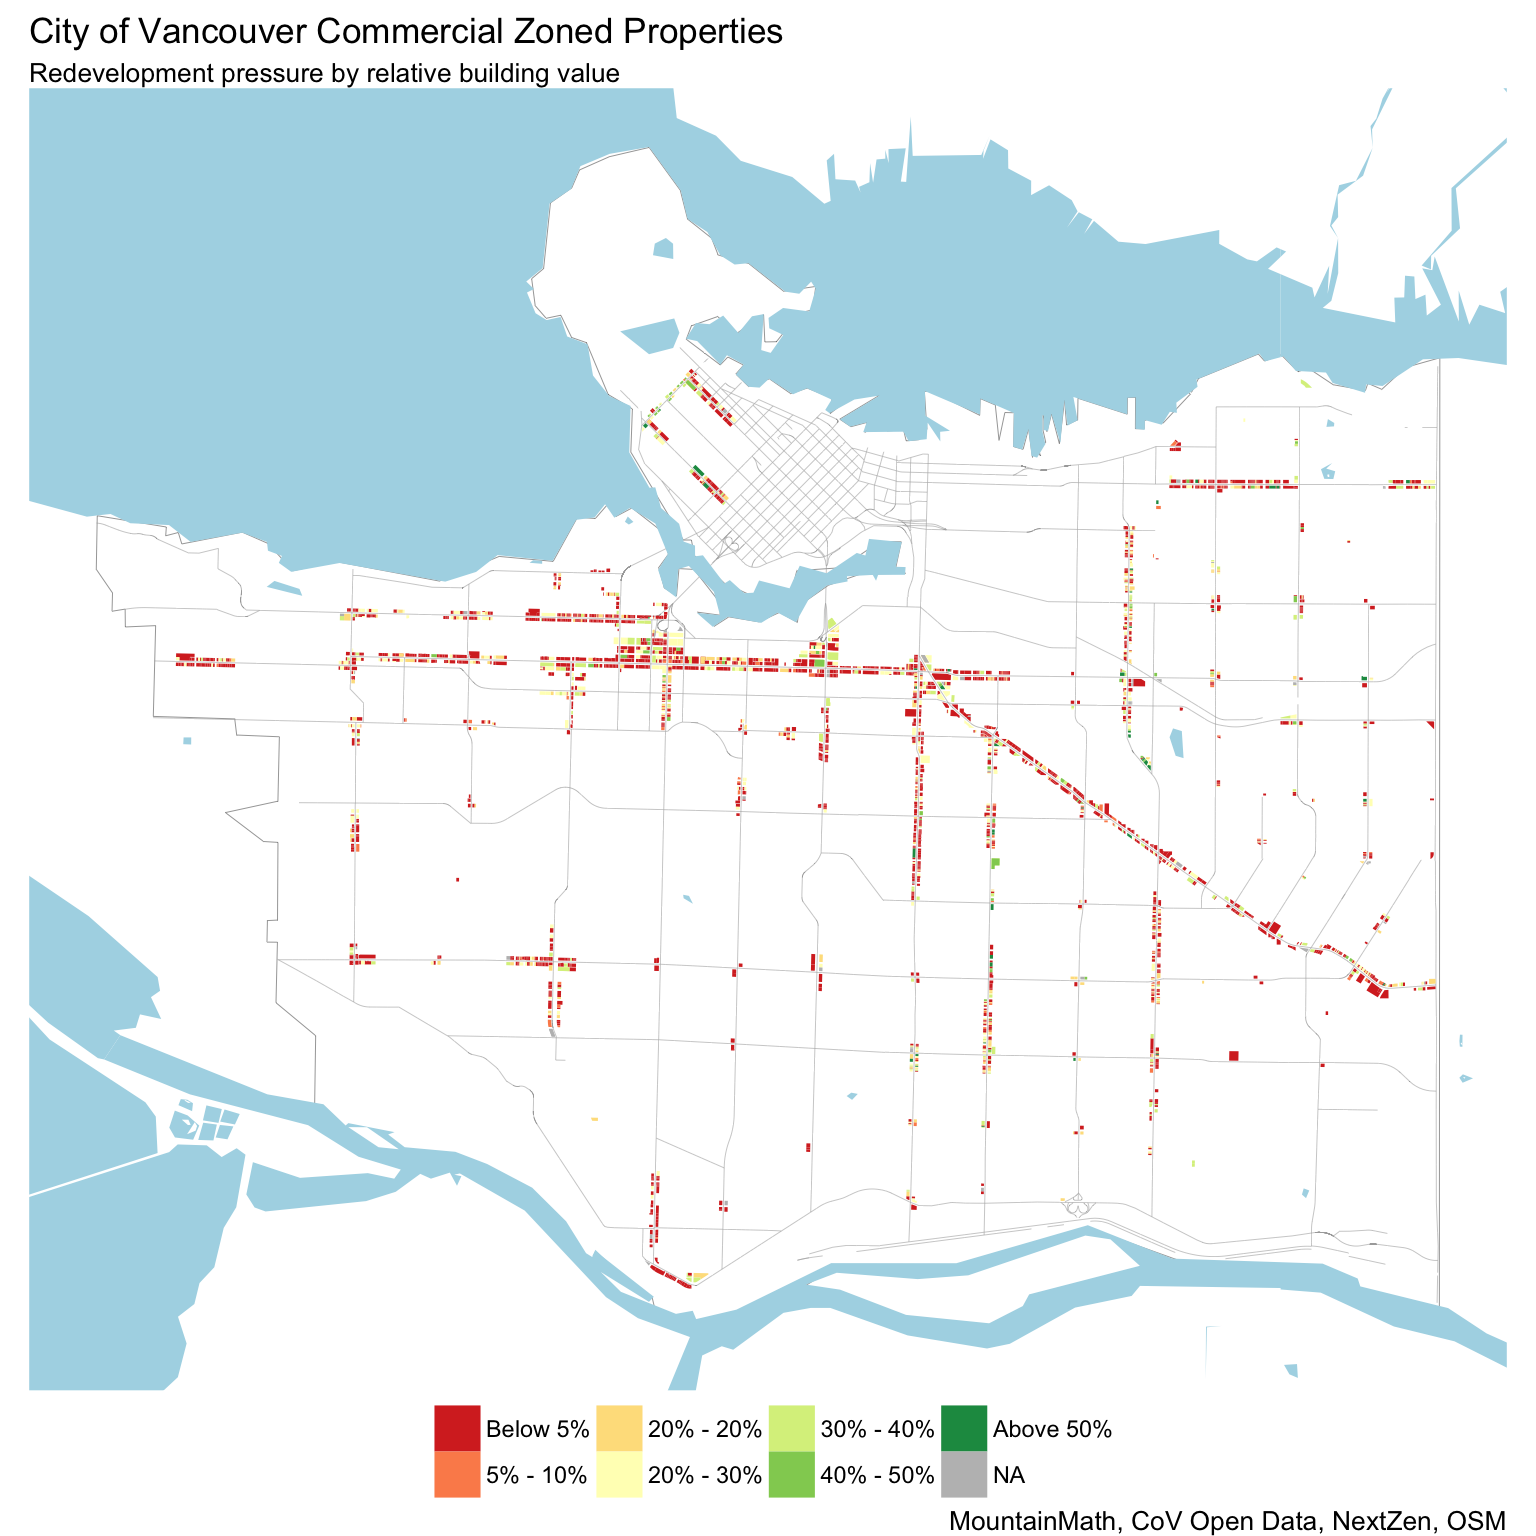 City of Vancouver Commercial Zoned Properties
Redevelopment pressure by relative building value
Below 5%
5% - 10%
20% - 20%
20% - 30%
30% - 40%
40% - 50%
Above 50%
NA
MountainMath, CoV Open Data, NextZen, OSM